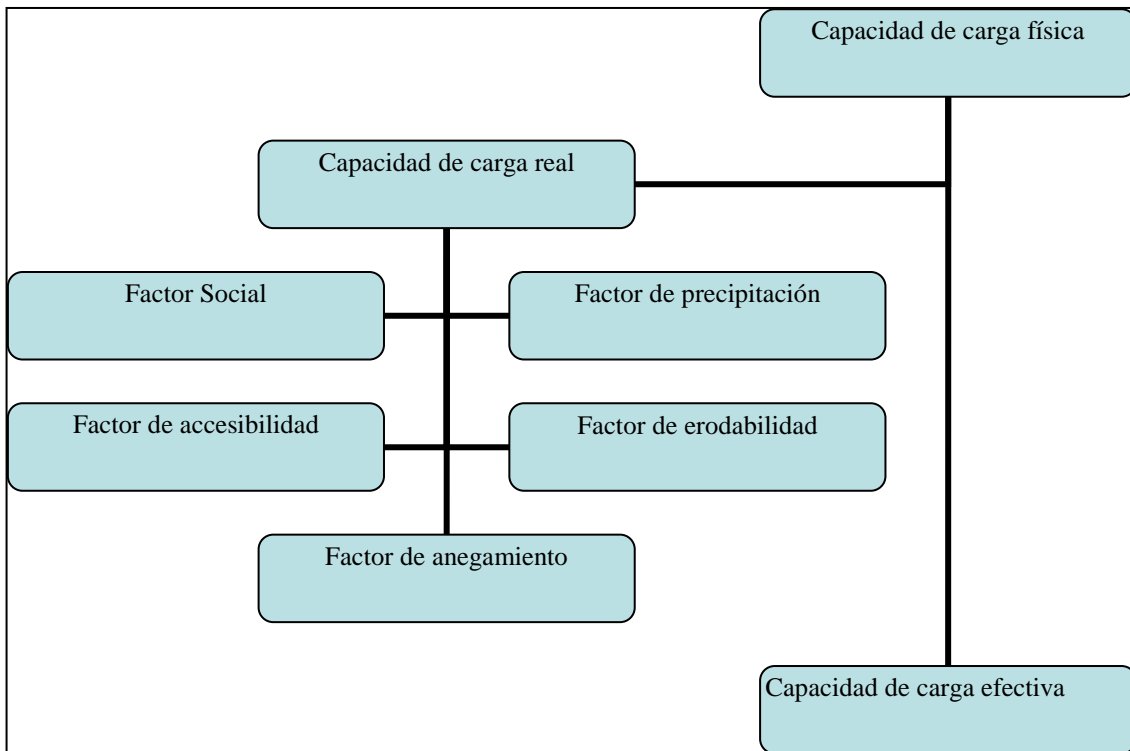 Capacidad de carga física
Capacidad de carga real
Factor Social
Factor de precipitación
Factor de accesibilidad
Factor de erodabilidad
Factor de anegamiento
Capacidad de carga efectiva